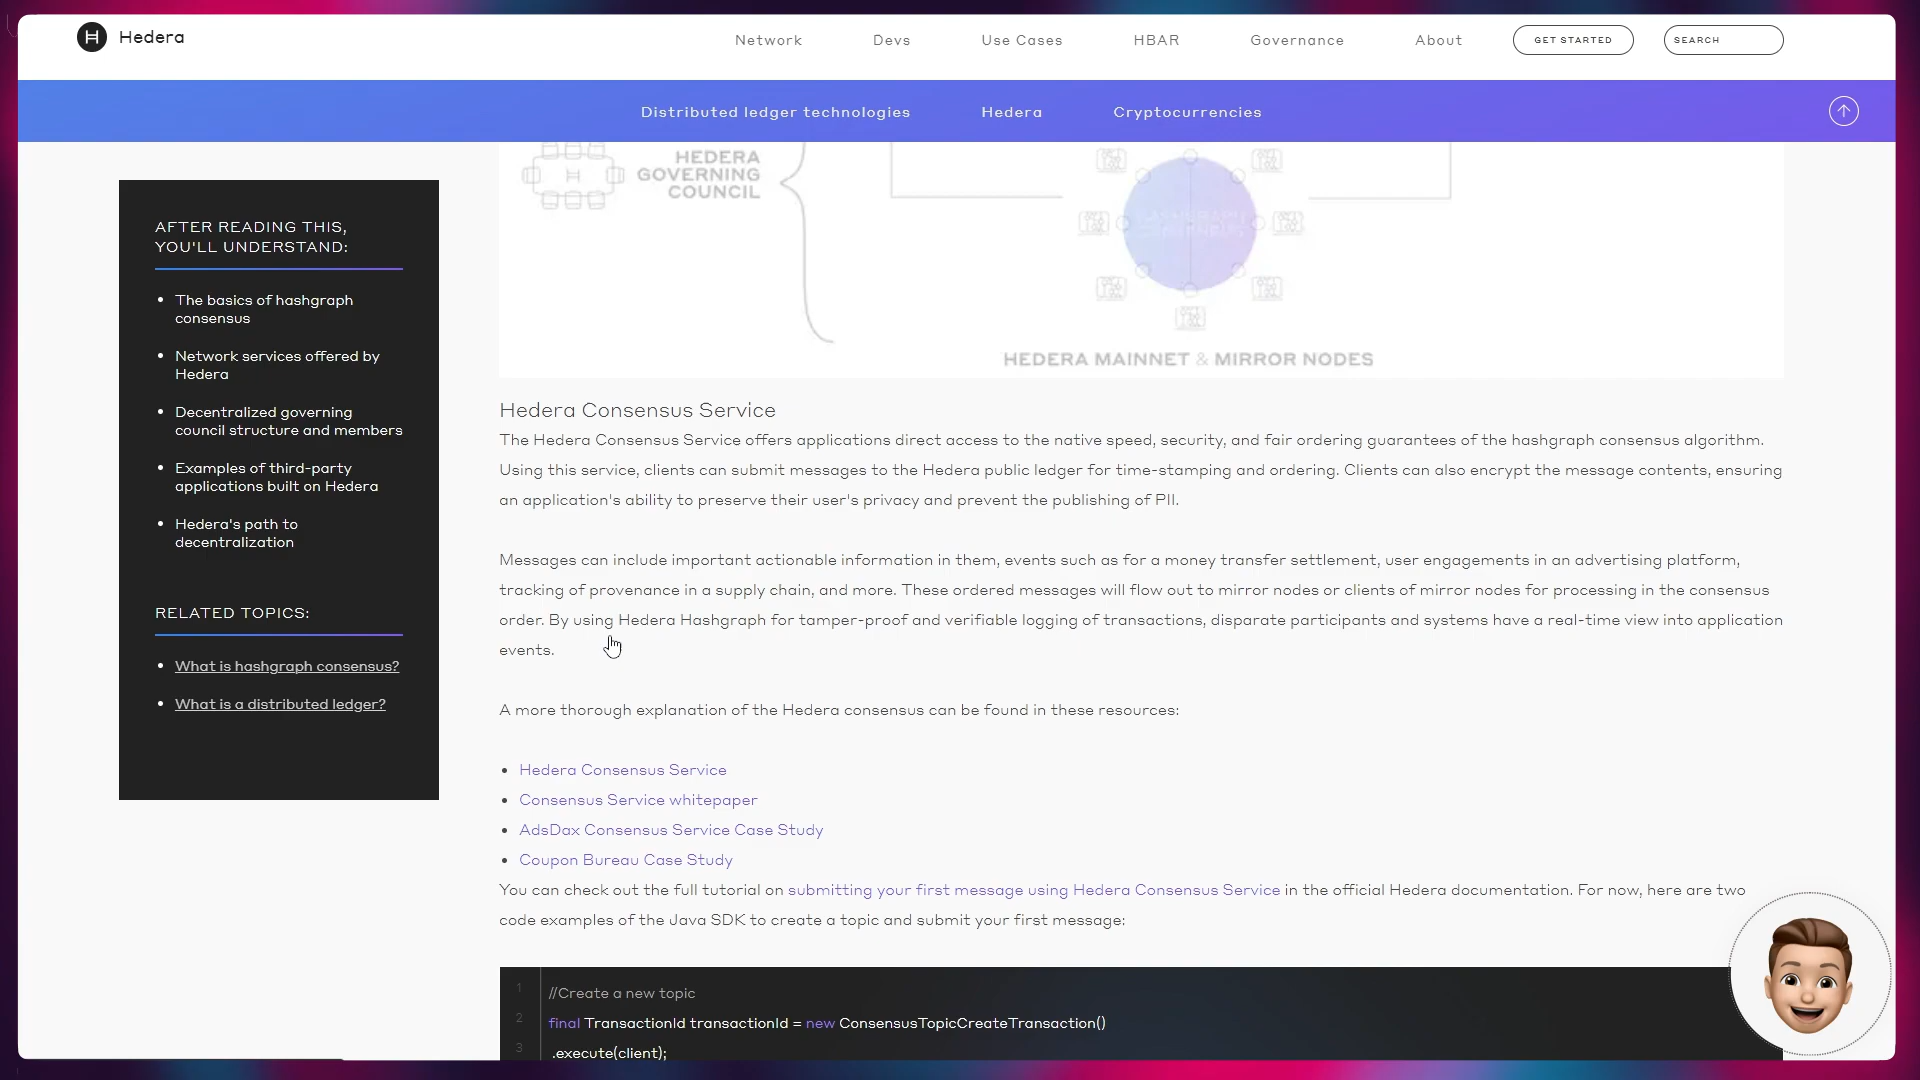 Hedera
Network
Devs
Use Cases
HBAR
Governance
About
GET STARTED
SEARCH
Distributed ledger technologies
Hedera
Cryptocurrencies
HEDERA
GOVERNING
COUNCIL
HEDERA MAINNET & MIRROR NODES
AFTER READING THIS,
YOU'LL UNDERSTAND:
• The basics of hashgraph
consensus
• Network services offered by
Hedera
• Decentralized governing
council structure and members
• Examples of third-party
applications built on Hedera
• Hedera's path to
decentralization
RELATED TOPICS:
• What is hashgraph consensus?
• What is a distributed ledger?
Hedera Consensus Service
The Hedera Consensus Service offers applications direct access to the native speed, security, and fair ordering guarantees of the hashgraph consensus algorithm.
Using this service, clients can submit messages to the Hedera public ledger for time-stamping and ordering. Clients can also encrypt the message contents, ensuring
an application's ability to preserve their user's privacy and prevent the publishing of PII.
Messages can include important actionable information in them, events such as for a money transfer settlement, user engagements in an advertising platform,
tracking of provenance in a supply chain, and more. These ordered messages will flow out to mirror nodes or clients of mirror nodes for processing in the consensus
order. By using Hedera Hashgraph for tamper-proof and verifiable logging of transactions, disparate participants and systems have a real-time view into application
events.
A more thorough explanation of the Hedera consensus can be found in these resources:
• Hedera Consensus Service
• Consensus Service whitepaper
• AdsDax Consensus Service Case Study
• Coupon Bureau Case Study
You can check out the full tutorial on submitting your first message using Hedera Consensus Service in the official Hedera documentation. For now, here are two
code examples of the Java SDK to create a topic and submit your first message:
1 //Create a new topic
2 final TransactionId transactionId = new ConsensusTopicCreateTransaction()
3 .execute(client);